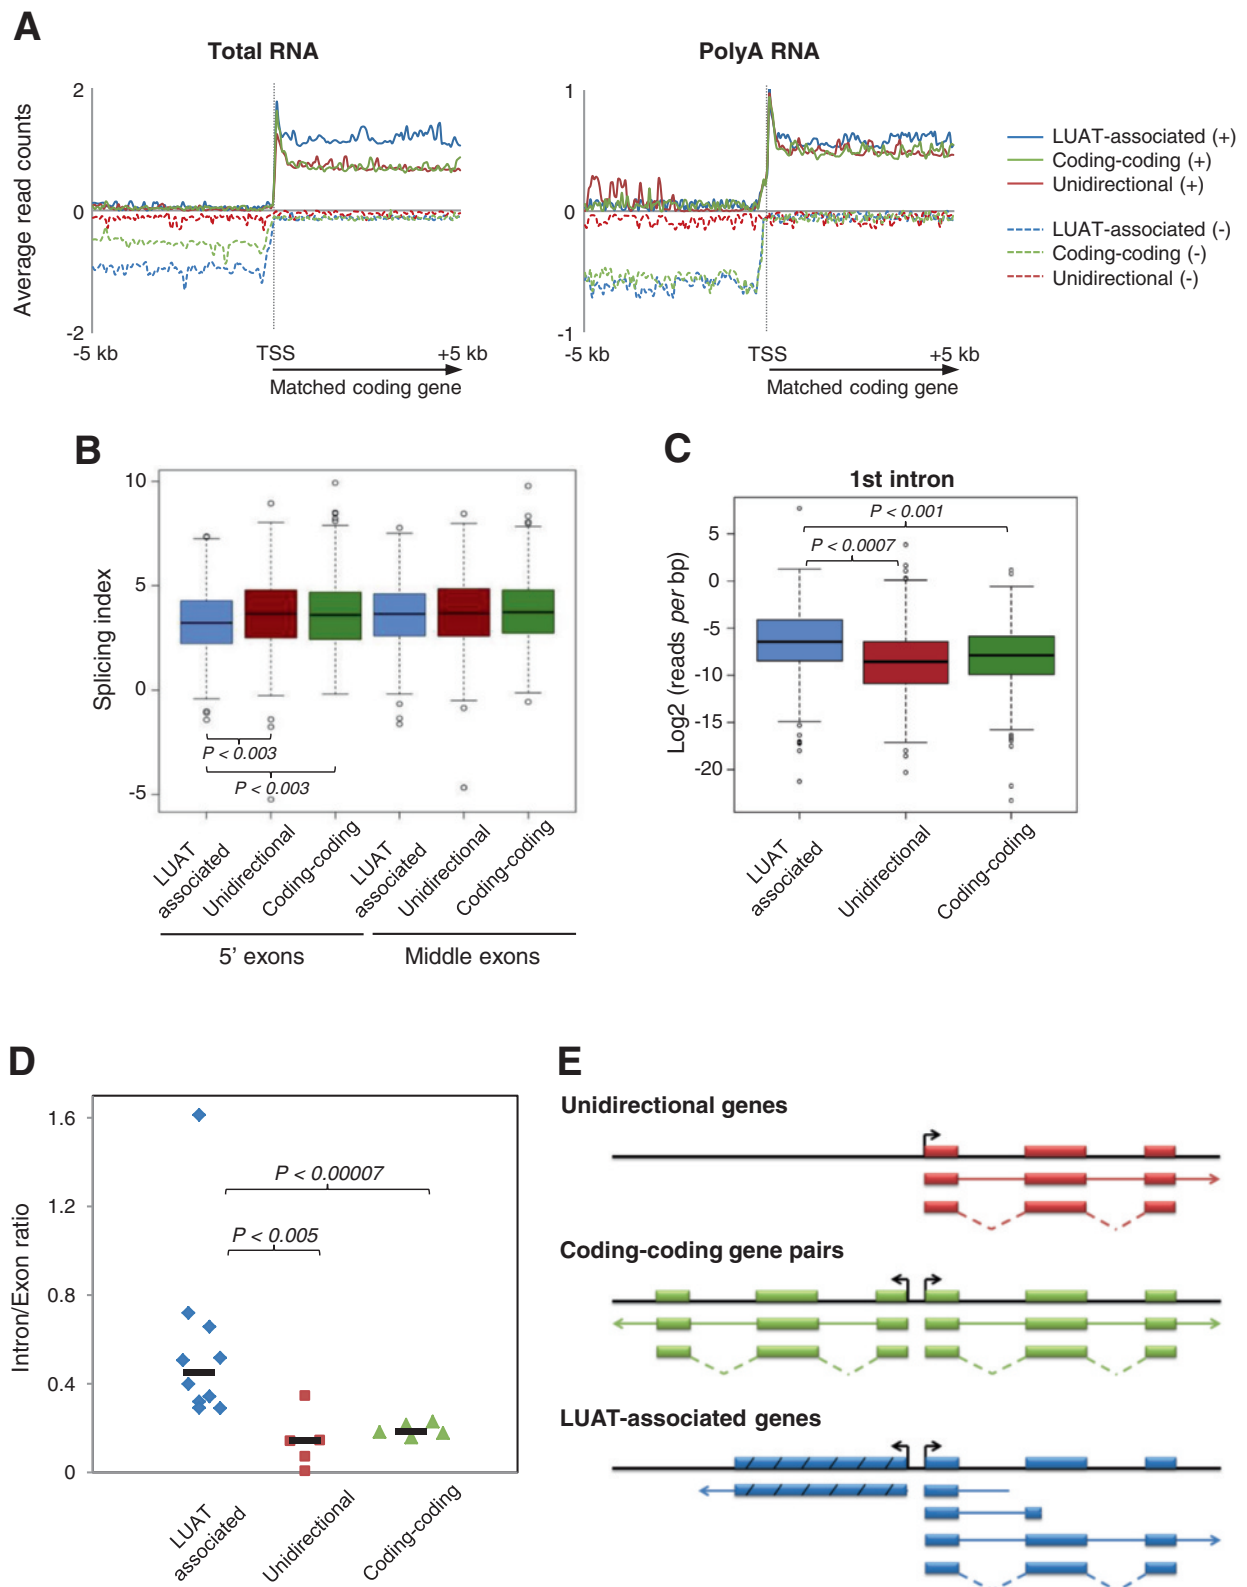 A
Total RNA
PolyA RNA
Average read counts
2
0
-2
-5 kb
TSS
+5 kb
Matched coding gene
1
0
-1
-5 kb
TSS
+5 kb
Matched coding gene
LUAT-associated (+)
Coding-coding (+)
Unidirectional (+)
LUAT-associated (-)
Coding-coding (-)
Unidirectional (-)
B
Splicing index
10
5
0
-5
P < 0.003
P < 0.003
LUAT
associated
Unidirectional
Coding-coding
LUAT
associated
Unidirectional
Coding-coding
5' exons
Middle exons
C
1st intron
Log2 (reads per bp)
5
0
-5
-10
-15
-20
P < 0.001
P < 0.0007
LUAT
associated
Unidirectional
Coding-coding
D
Intron/Exon ratio
1.6
1.2
0.8
0.4
0
P < 0.00007
P < 0.005
LUAT
associated
Unidirectional
Coding-coding
E
Unidirectional genes
Coding-coding gene pairs
LUAT-associated genes